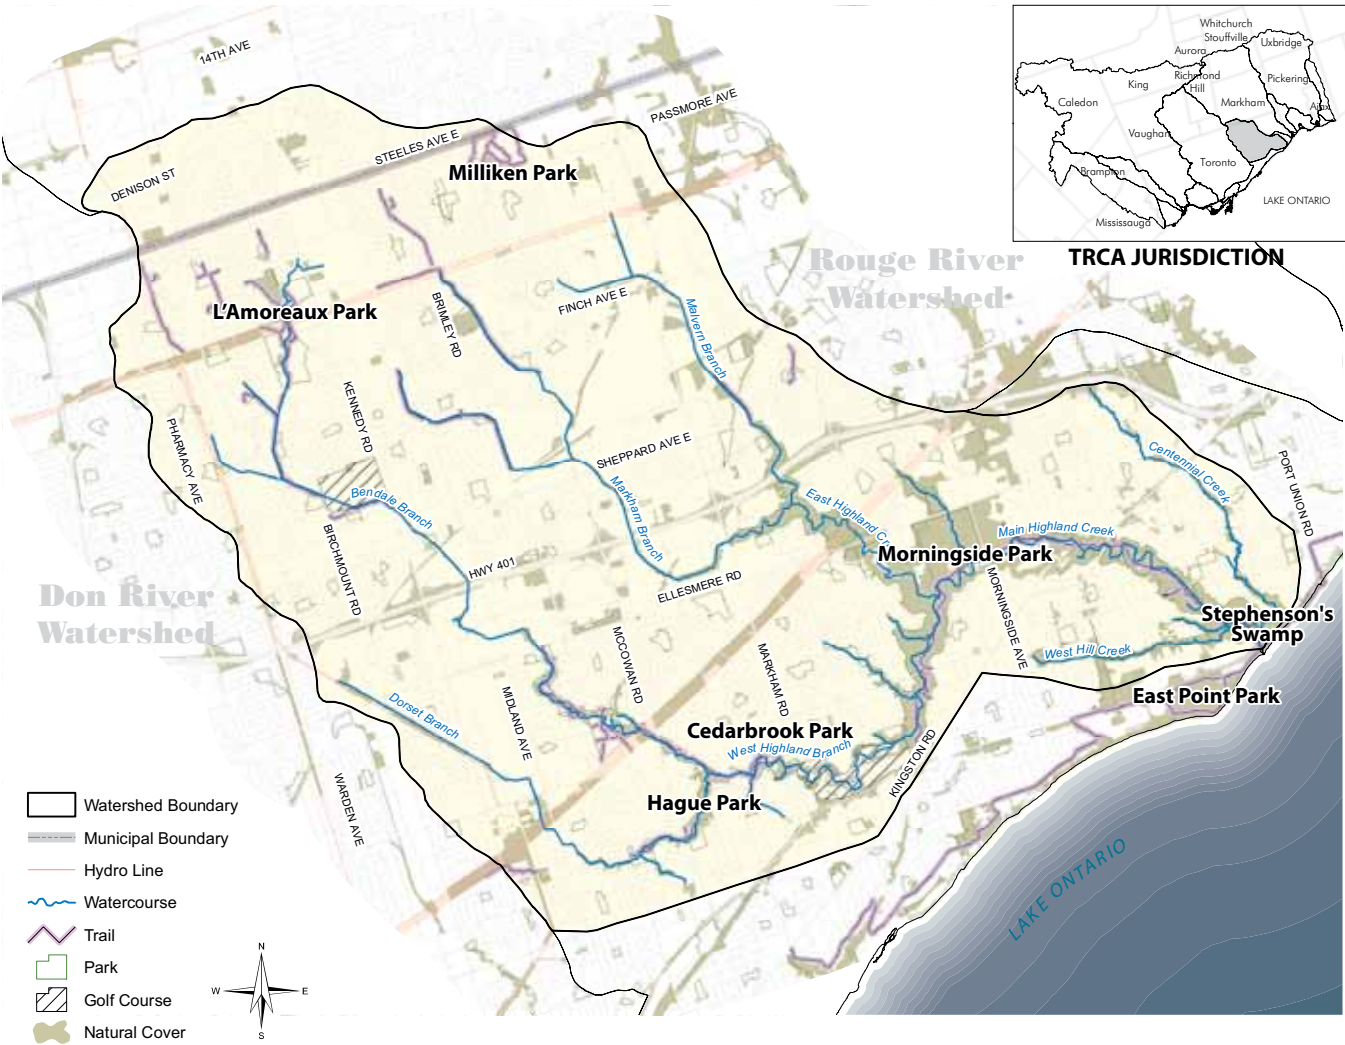 14TH AVE
PASSMORE AVE
STEELES AVE E
DENISON ST
Milliken Park
Whitchurch
Stouffville
Aurora
Uxbridge
Richmond
Hill
King
Pickering
Caledon
Markham
Ajax
Vaughan
Toronto
Brampton
LAKE ONTARIO
Mississauga
TRCA JURISDICTION
Rouge River
Watershed
L'Amoreaux Park
BRIMLEY RD
FINCH AVE E
Malvern Branch
KENNEDY RD
PHARMACY AVE
SHEPPARD AVE E
Centennial Creek
PORT UNION RD
Bendale Branch
Markham Branch
East Highland Cr
Main Highland Creek
Morningside Park
BIRCHMOUNT RD
HWY 401
ELLESMERE RD
MORNINGSIDE AVE
Don River
Watershed
Stephenson's
Swamp
West Hill Creek
MCCOWAN RD
MARKHAM RD
East Point Park
Dorset Branch
MIDLAND AVE
Cedarbrook Park
West Highland Branch
KINGSTON RD
Hague Park
WARDEN AVE
LAKE ONTARIO
Watershed Boundary
Municipal Boundary
Hydro Line
Watercourse
Trail
Park
Golf Course
Natural Cover
N
W
E
S